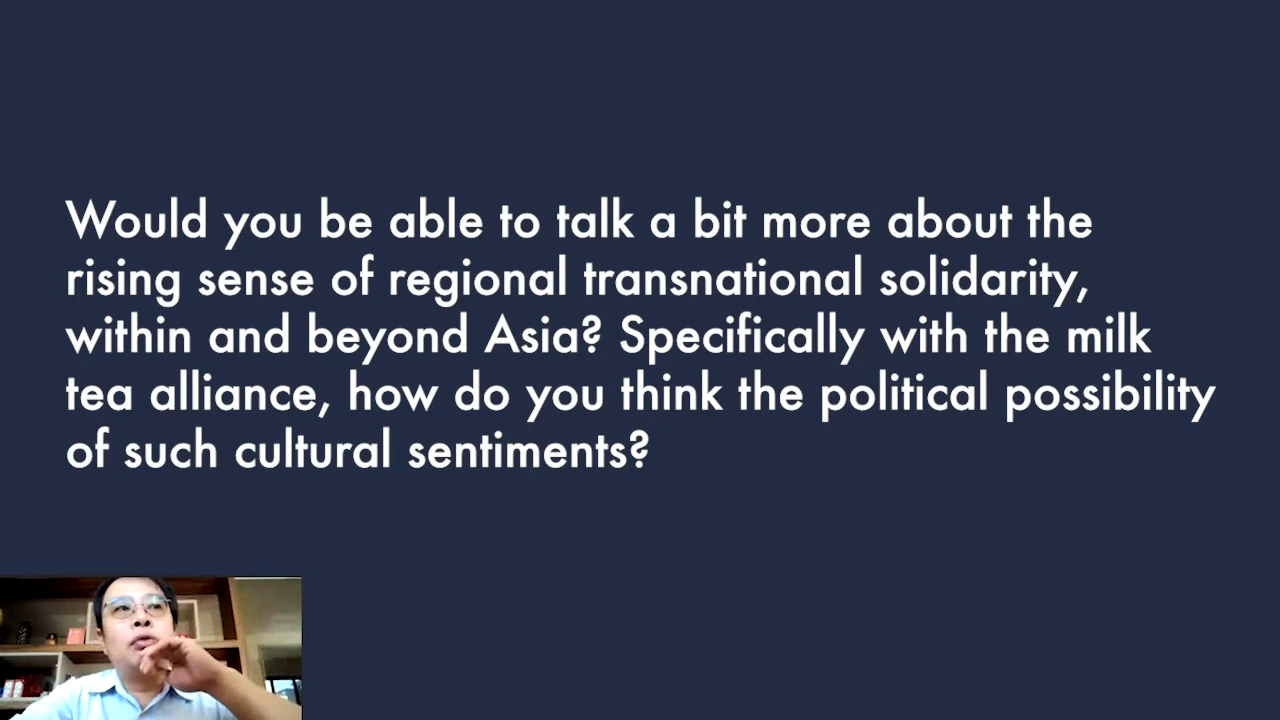 Would you be able to talk a bit more about the
rising sense of regional transnational solidarity,
within and beyond Asia? Specifically with the milk
tea alliance, how do you think the political possibility
of such cultural sentiments?